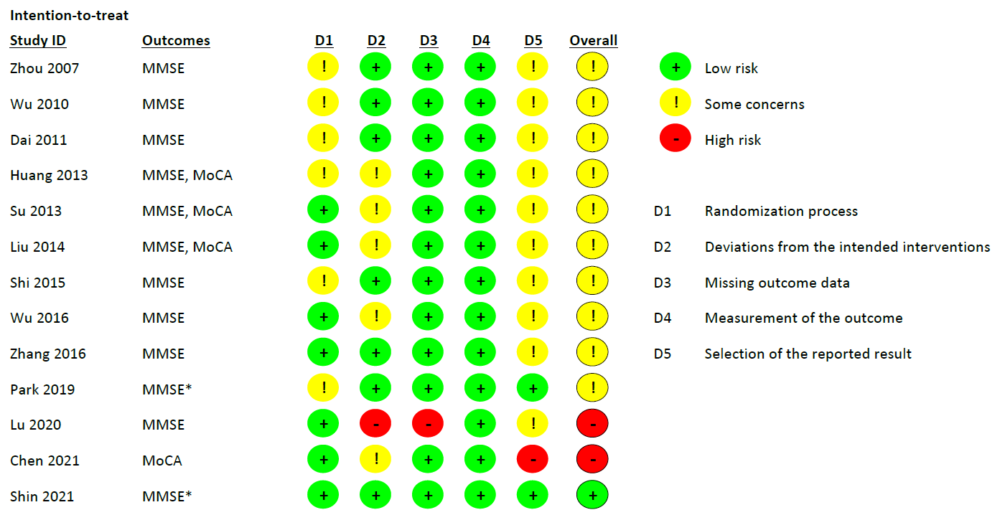 Intention-to-treat
Study ID Outcomes D1 D2 D3 D4 D5 Overall
Zhou 2007 MMSE ! + + + ! ! + Low risk
Wu 2010 MMSE ! + + + ! ! ! Some concerns
Dai 2011 MMSE ! + + + ! ! - High risk
Huang 2013 MMSE, MoCA ! ! + + ! !
Su 2013 MMSE, MoCA + ! + + ! ! D1 Randomization process
Liu 2014 MMSE, MoCA + ! + + ! ! D2 Deviations from the intended interventions
Shi 2015 MMSE ! + + + ! ! D3 Missing outcome data
Wu 2016 MMSE + ! + + ! ! D4 Measurement of the outcome
Zhang 2016 MMSE + + + + ! ! D5 Selection of the reported result
Park 2019 MMSE* ! + + + + !
Lu 2020 MMSE + - - + ! -
Chen 2021 MoCA + ! + + - -
Shin 2021 MMSE* + + + + + +